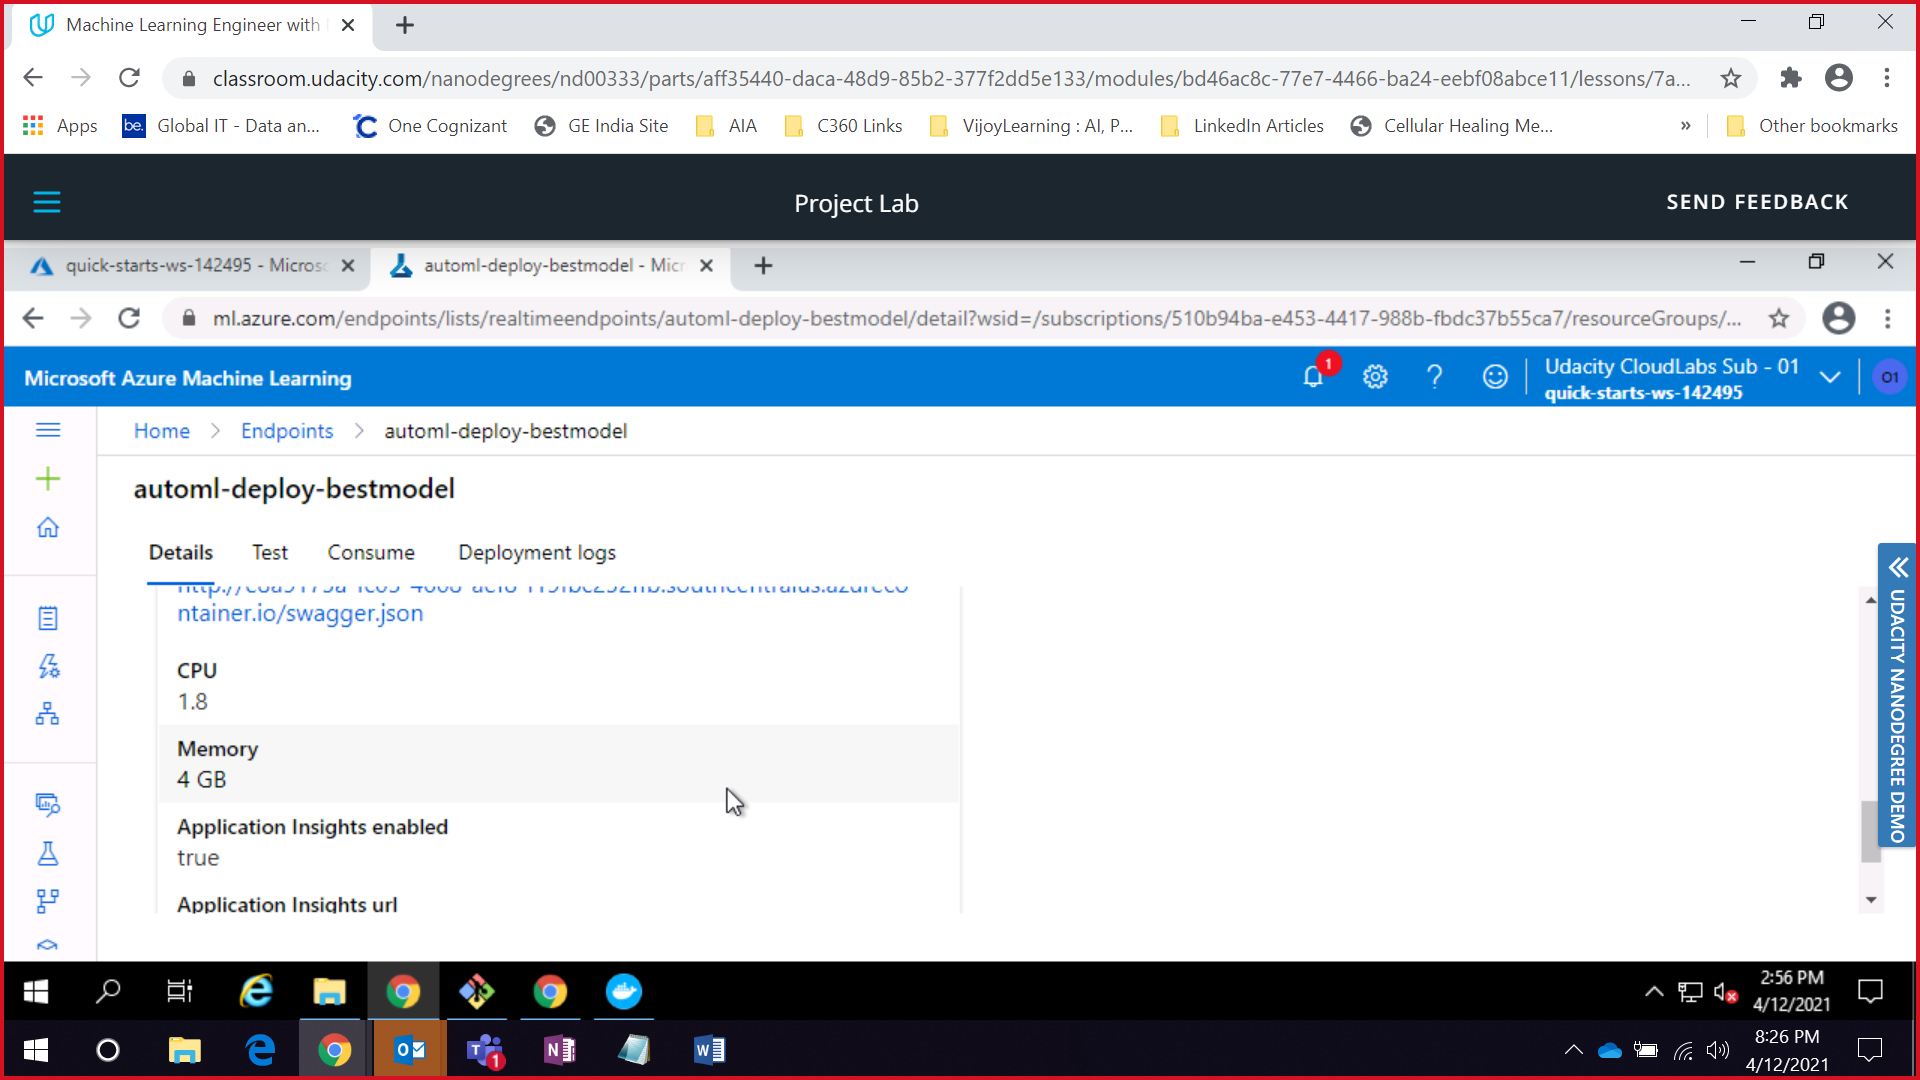 Machine Learning Engineer with
classroom.udacity.com/nanodegrees/nd00333/parts/aff35440-daca-48d9-85b2-377f2dd5e133/modules/bd46ac8c-77e7-4466-ba24-eebf08abce11/lessons/7a...
Apps
be. Global IT - Data an...
One Cognizant
GE India Site
AIA
C360 Links
VijoyLearning : AI, P...
LinkedIn Articles
Cellular Healing Me...
»
Other bookmarks
Project Lab
SEND FEEDBACK
quick-starts-ws-142495 - Micros
automl-deploy-bestmodel - Micr
ml.azure.com/endpoints/lists/realtimeendpoints/automl-deploy-bestmodel/detail?wsid=/subscriptions/510b94ba-e453-4417-988b-fbdc37b55ca7/resourceGroups/...
Microsoft Azure Machine Learning
1
Udacity CloudLabs Sub - 01
quick-starts-ws-142495
O1
Home > Endpoints > automl-deploy-bestmodel
automl-deploy-bestmodel
Details Test Consume Deployment logs
ntainer.io/swagger.json
CPU
1.8
Memory
4 GB
Application Insights enabled
true
Application Insights url
UDACITY NANODEGREE DEMO
2:56 PM
4/12/2021
1
8:26 PM
4/12/2021